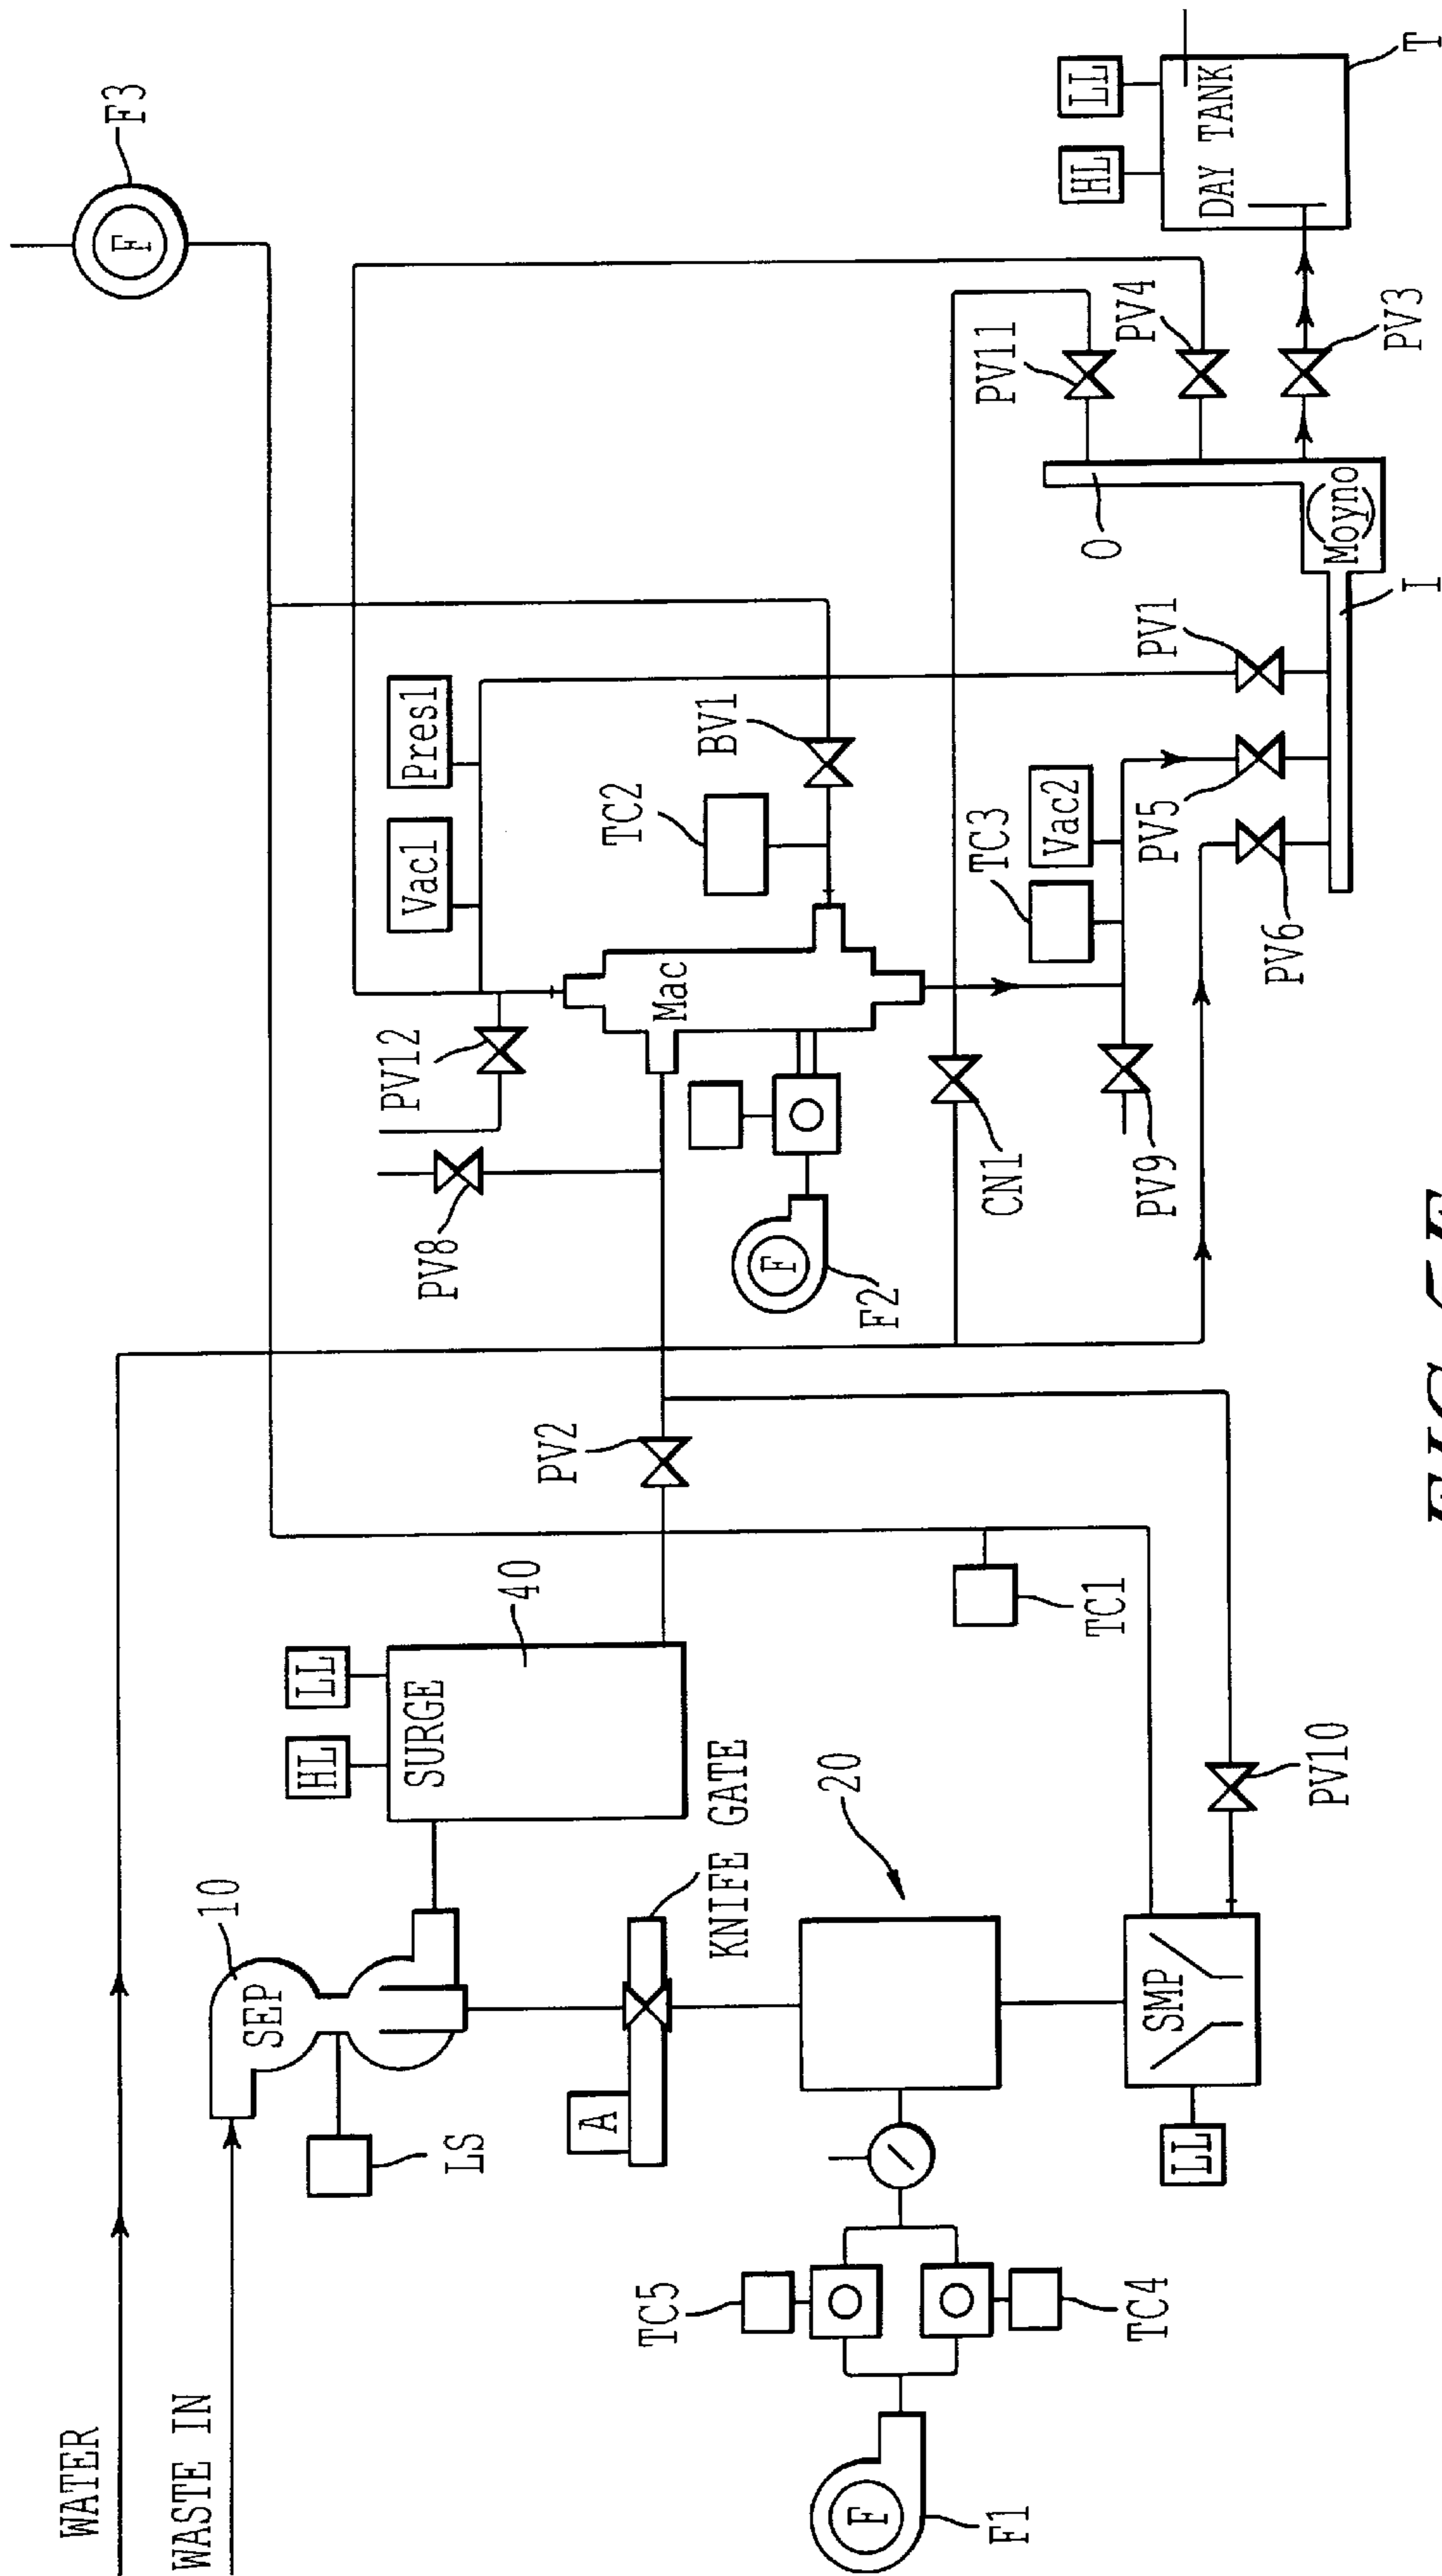 WATER
WASTE IN
10
SEP
LS
HL
LL
SURGE
40
A
KNIFE GATE
20
TC5
TC4
F
F1
SMP
LL
PV10
TC1
PV2
PV8
PV12
Vac1
Pres1
Mac
F
F2
TC2
BV1
CN1
PV9
TC3
Vac2
PV5
PV6
PV1
I
Moyno
O
PV11
PV4
PV3
HL
LL
DAY TANK
T
F
F3